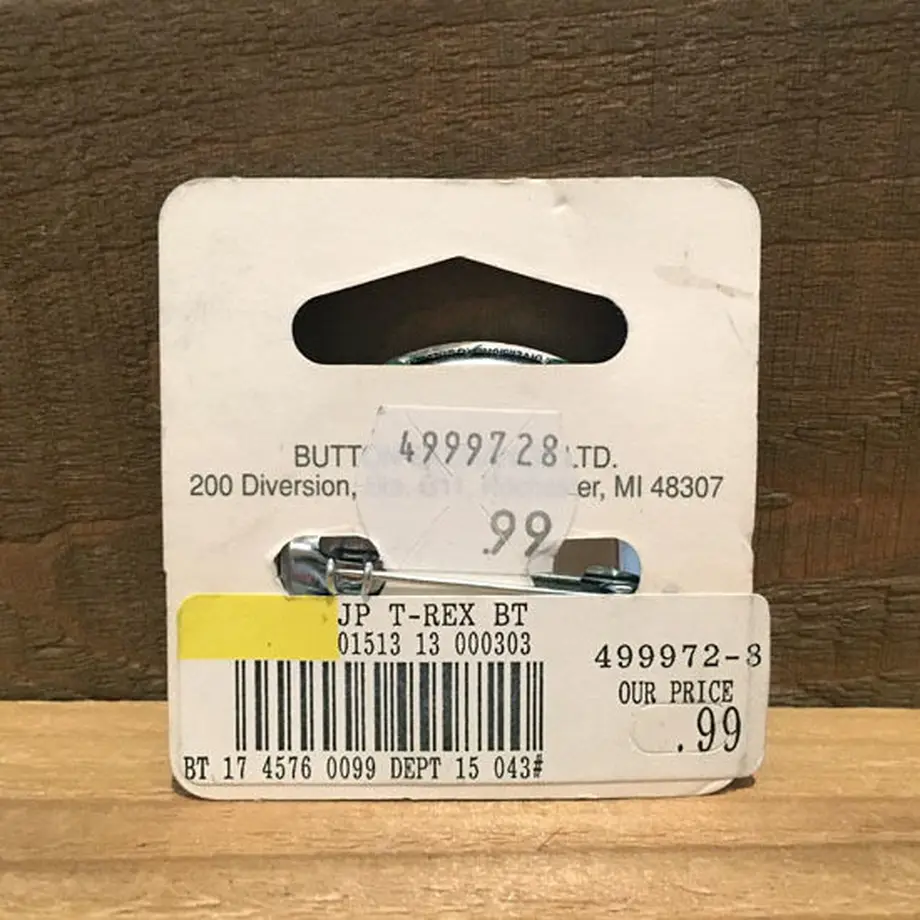 4999728
BUTT LTD.
200 Diversion, er, MI 48307
.99
JP T-REX BT
01513 13 000303
499972-8
OUR PRICE
.99
BT 17 4576 0099 DEPT 15 043#